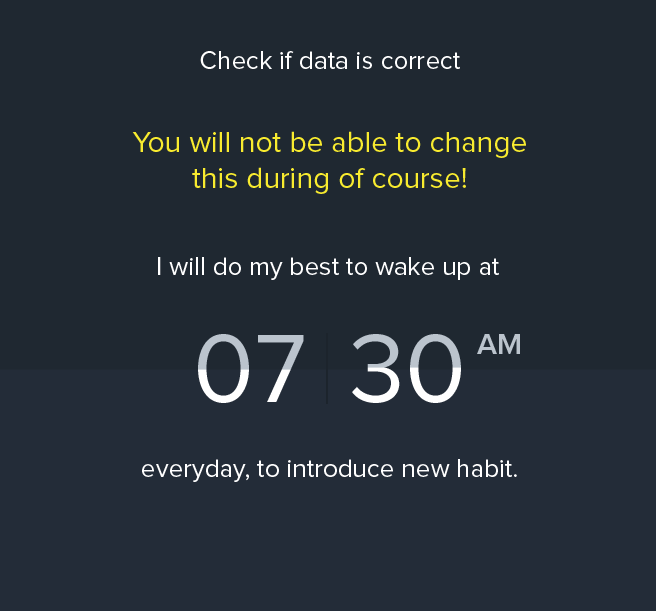 Check if data is correct
You will not be able to change
this during of course!
I will do my best to wake up at
07 30 AM
everyday, to introduce new habit.